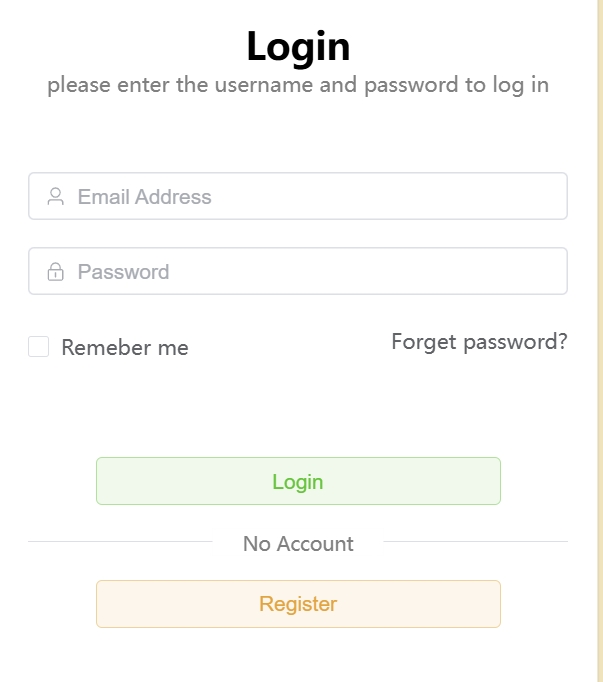 Login
please enter the username and password to log in
Email Address
Password
Remeber me
Forget password?
Login
No Account
Register